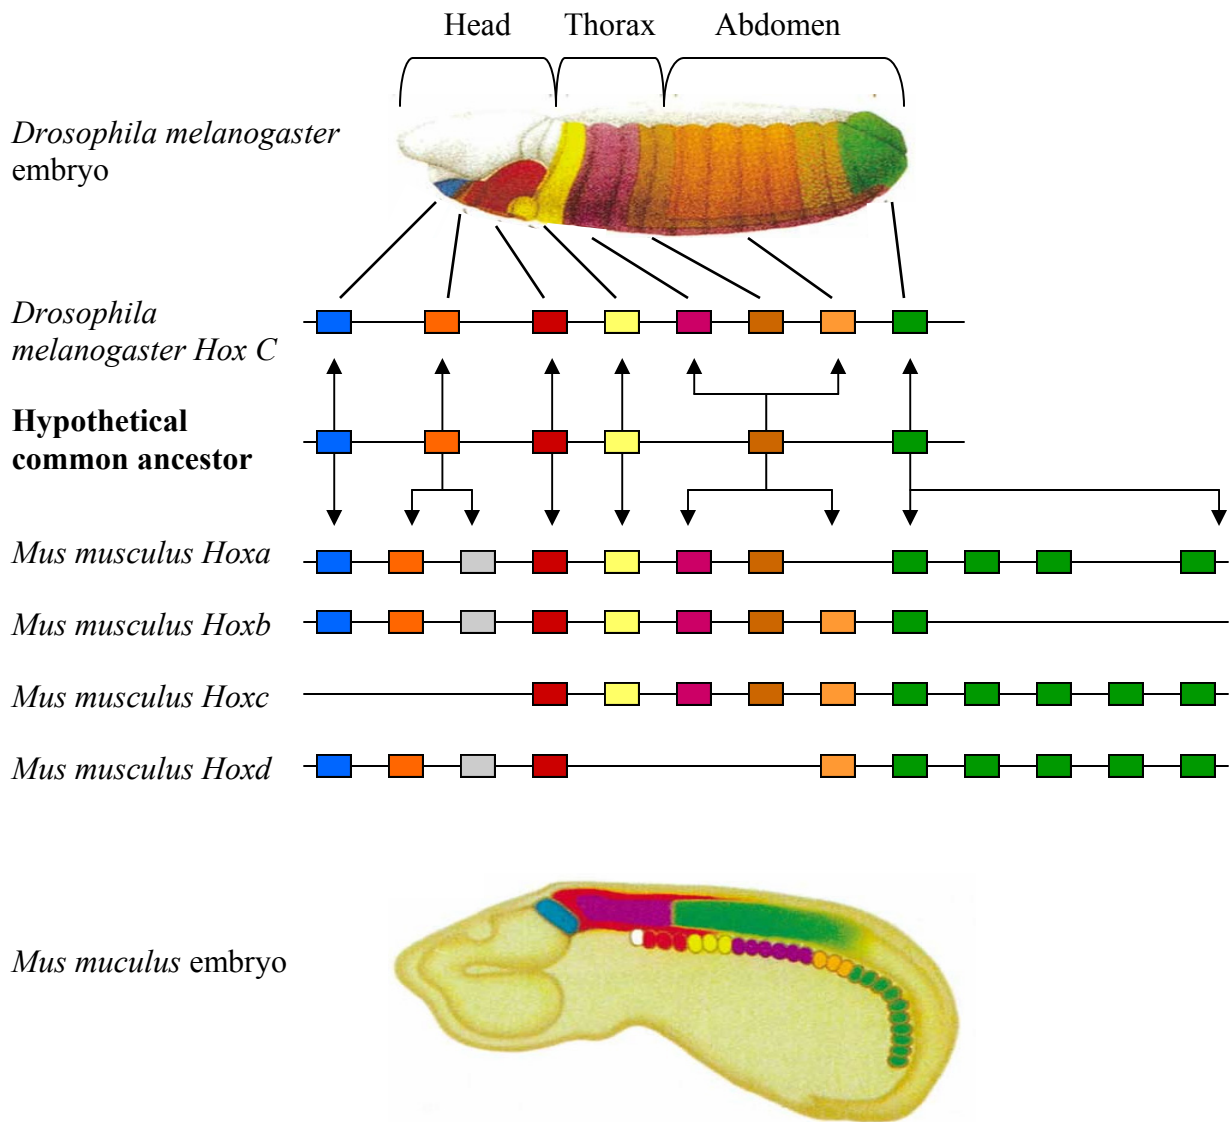 Head Thorax Abdomen
Drosophila melanogaster
embryo
Drosophila
melanogaster Hox C
Hypothetical
common ancestor
Mus musculus Hoxa
Mus musculus Hoxb
Mus musculus Hoxc
Mus musculus Hoxd
Mus muculus embryo